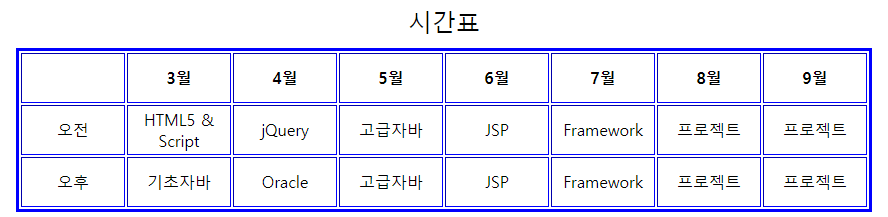 시간표
3월 4월 5월 6월 7월 8월 9월
오전 HTML5 & Script jQuery 고급자바 JSP Framework 프로젝트 프로젝트
오후 기초자바 Oracle 고급자바 JSP Framework 프로젝트 프로젝트